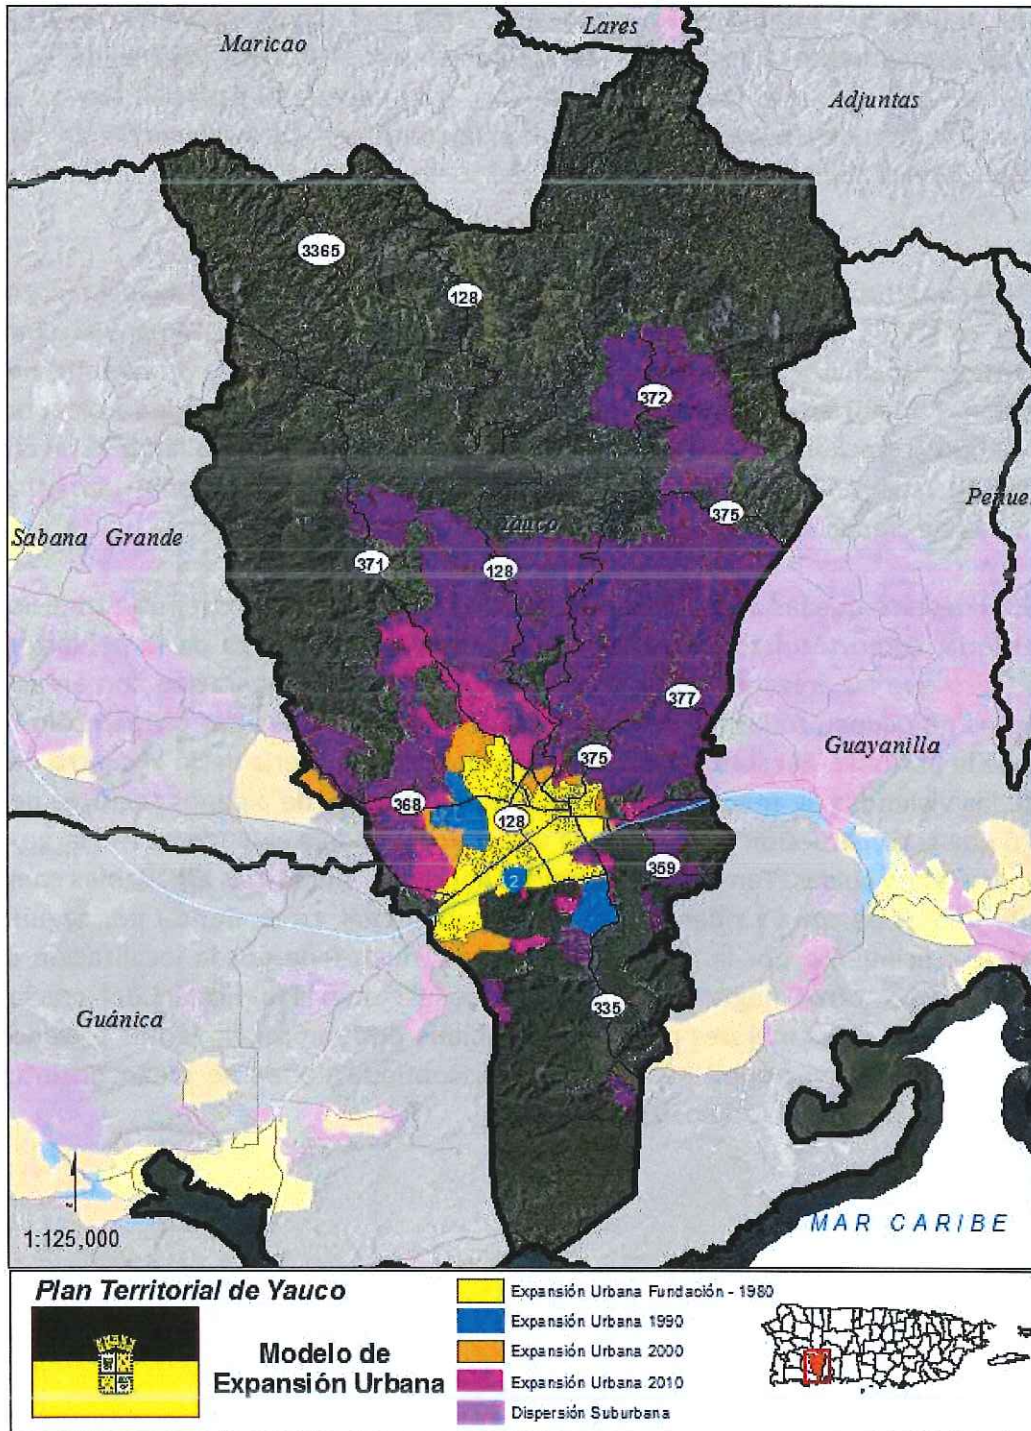 Lares
Maricao
Adjuntas
3365
128
372
375
Peñue
Yauco
Sabana Grande
371
128
377
375
Guayanilla
368
128
359
2
335
Guánica
MAR CARIBE
1:125,000
Plan Territorial de Yauco
Modelo de
Expansión Urbana
Expansión Urbana Fundación - 1980
Expansión Urbana 1990
Expansión Urbana 2000
Expansión Urbana 2010
Dispersión Suburbana